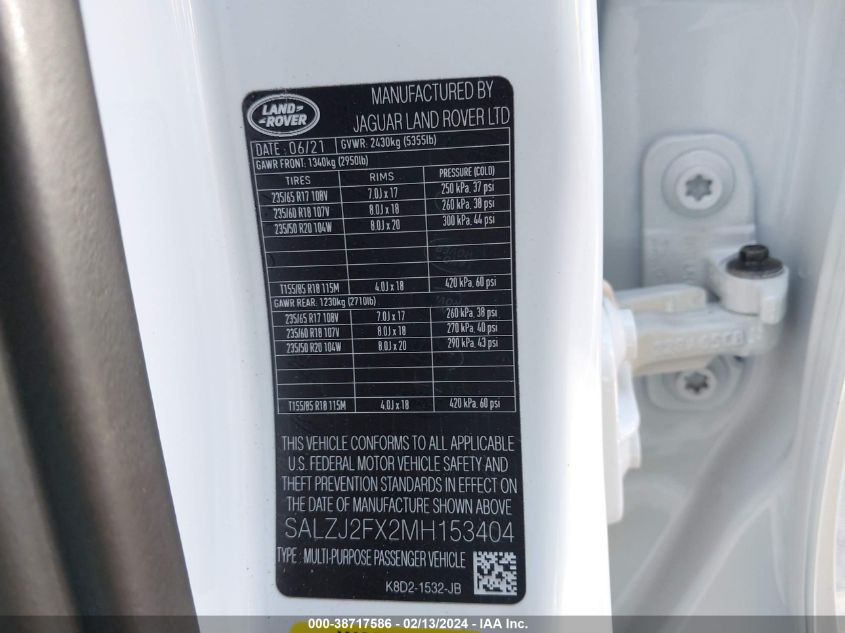 LAND ROVER
MANUFACTURED BY
JAGUAR LAND ROVER LTD
DATE : 06/21 GVWR: 2430kg (5355lb)
GAWR FRONT: 1340kg (2950lb)
TIRES RIMS PRESSURE (COLD)
235/65 R17 108V 7.0J x 17 250 kPa, 37 psi
235/60 R18 107V 8.0J x 18 260 kPa, 38 psi
235/50 R20 104W 8.0J x 20 300 kPa, 44 psi
T155/85 R18 115M 4.0J x 18 420 kPa, 60 psi
GAWR REAR: 1230kg (2710lb)
235/65 R17 108V 7.0J x 17 260 kPa, 38 psi
235/60 R18 107V 8.0J x 18 270 kPa, 40 psi
235/50 R20 104W 8.0J x 20 290 kPa, 43 psi
T155/85 R18 115M 4.0J x 18 420 kPa, 60 psi
THIS VEHICLE CONFORMS TO ALL APPLICABLE
U.S. FEDERAL MOTOR VEHICLE SAFETY AND
THEFT PREVENTION STANDARDS IN EFFECT ON
THE DATE OF MANUFACTURE SHOWN ABOVE
SALZJ2FX2MH153404
TYPE : MULTI-PURPOSE PASSENGER VEHICLE
K8D2-1532-JB
000-38717586 - 02/13/2024 - IAA Inc.